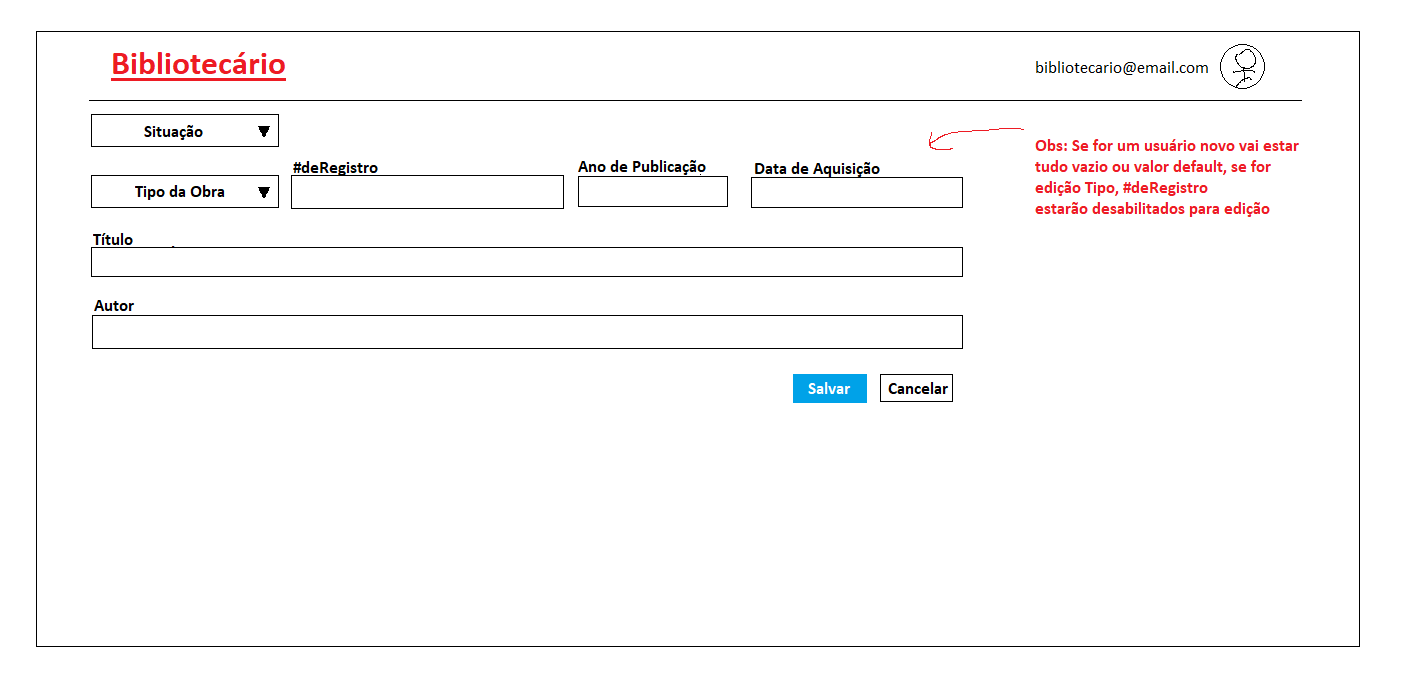 Bibliotecário
bibliotecario@email.com
Situação
Obs: Se for um usuário novo vai estar
tudo vazio ou valor default, se for
edição Tipo, #deRegistro
estarão desabilitados para edição
Tipo da Obra
#deRegistro
Ano de Publicação
Data de Aquisição
Título
Autor
Salvar
Cancelar